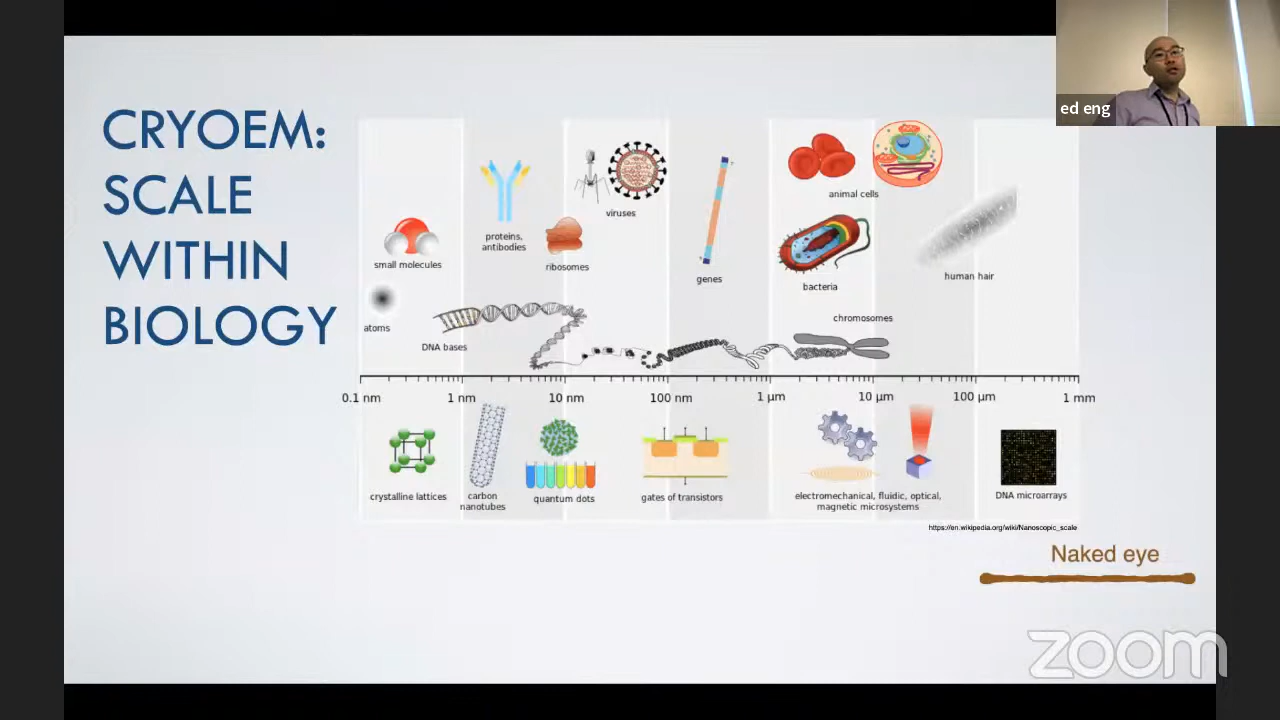 CRYOEM:
SCALE
WITHIN
BIOLOGY
ed eng
small molecules
atoms
proteins,
antibodies
ribosomes
viruses
genes
animal cells
bacteria
human hair
DNA bases
chromosomes
0.1 nm
1 nm
10 nm
100 nm
1 µm
10 µm
100 µm
1 mm
crystalline lattices
carbon
nanotubes
quantum dots
gates of transistors
electromechanical, fluidic, optical,
magnetic microsystems
DNA microarrays
https://en.wikipedia.org/wiki/Nanoscopic_scale
Naked eye
zoom